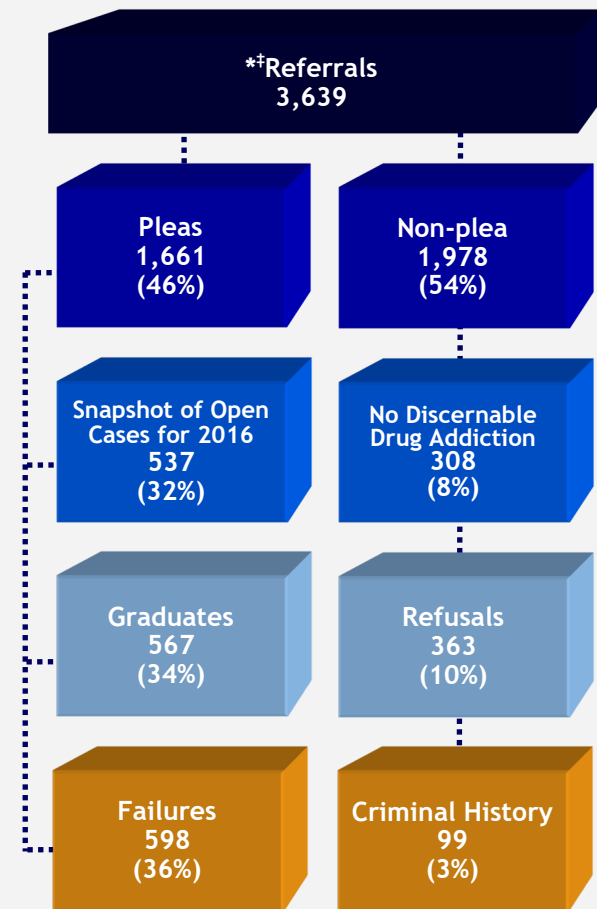 *‡Referrals
3,639
Pleas
1,661
(46%)
Non-plea
1,978
(54%)
Snapshot of Open
Cases for 2016
537
(32%)
No Discernable
Drug Addiction
308
(8%)
Graduates
567
(34%)
Refusals
363
(10%)
Failures
598
(36%)
Criminal History
99
(3%)